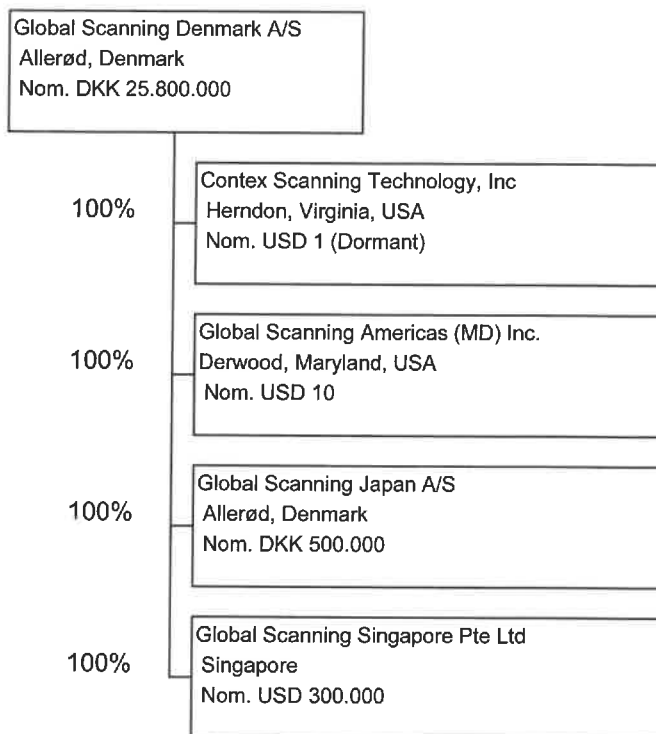 Global Scanning Denmark A/S
Allerød, Denmark
Nom. DKK 25.800.000
100%
Contex Scanning Technology, Inc
Herndon, Virginia, USA
Nom. USD 1 (Dormant)
100%
Global Scanning Americas (MD) Inc.
Derwood, Maryland, USA
Nom. USD 10
100%
Global Scanning Japan A/S
Allerød, Denmark
Nom. DKK 500.000
100%
Global Scanning Singapore Pte Ltd
Singapore
Nom. USD 300.000